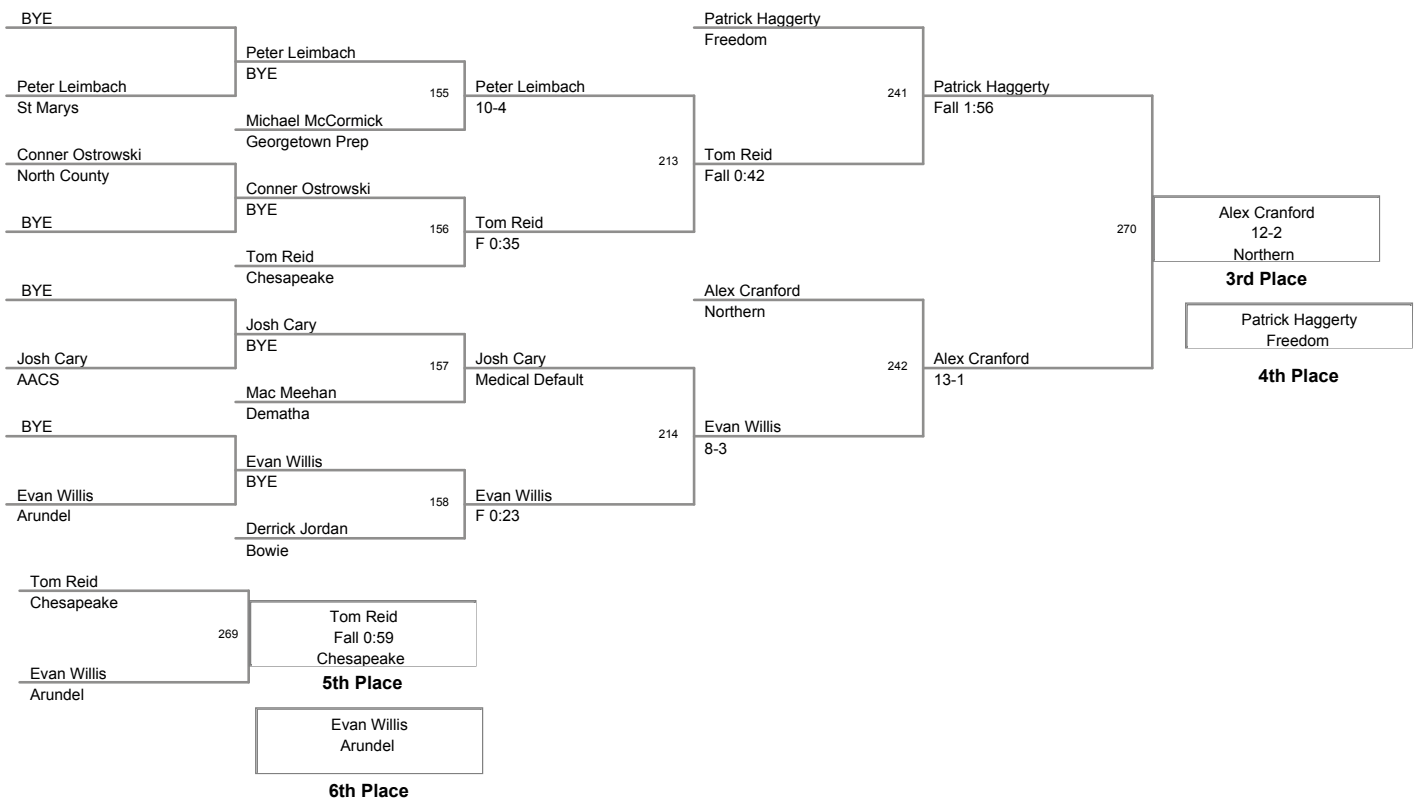 BYE
Peter Leimbach
St Marys
Conner Ostrowski
North County
BYE
BYE
Josh Cary
AACS
BYE
Evan Willis
Arundel
Peter Leimbach
BYE
155
Michael McCormick
Georgetown Prep
Conner Ostrowski
BYE
156
Tom Reid
Chesapeake
Josh Cary
BYE
157
Mac Meehan
Dematha
Evan Willis
BYE
158
Derrick Jordan
Bowie
Peter Leimbach
10-4
213
Tom Reid
F 0:35
Josh Cary
Medical Default
214
Evan Willis
F 0:23
Patrick Haggerty
Freedom
241
Tom Reid
Fall 0:42
Alex Cranford
Northern
242
Evan Willis
8-3
Patrick Haggerty
Fall 1:56
270
Alex Cranford
13-1
Alex Cranford
12-2
Northern
3rd Place
Patrick Haggerty
Freedom
4th Place
Tom Reid
Chesapeake
269
Evan Willis
Arundel
Tom Reid
Fall 0:59
Chesapeake
5th Place
Evan Willis
Arundel
6th Place